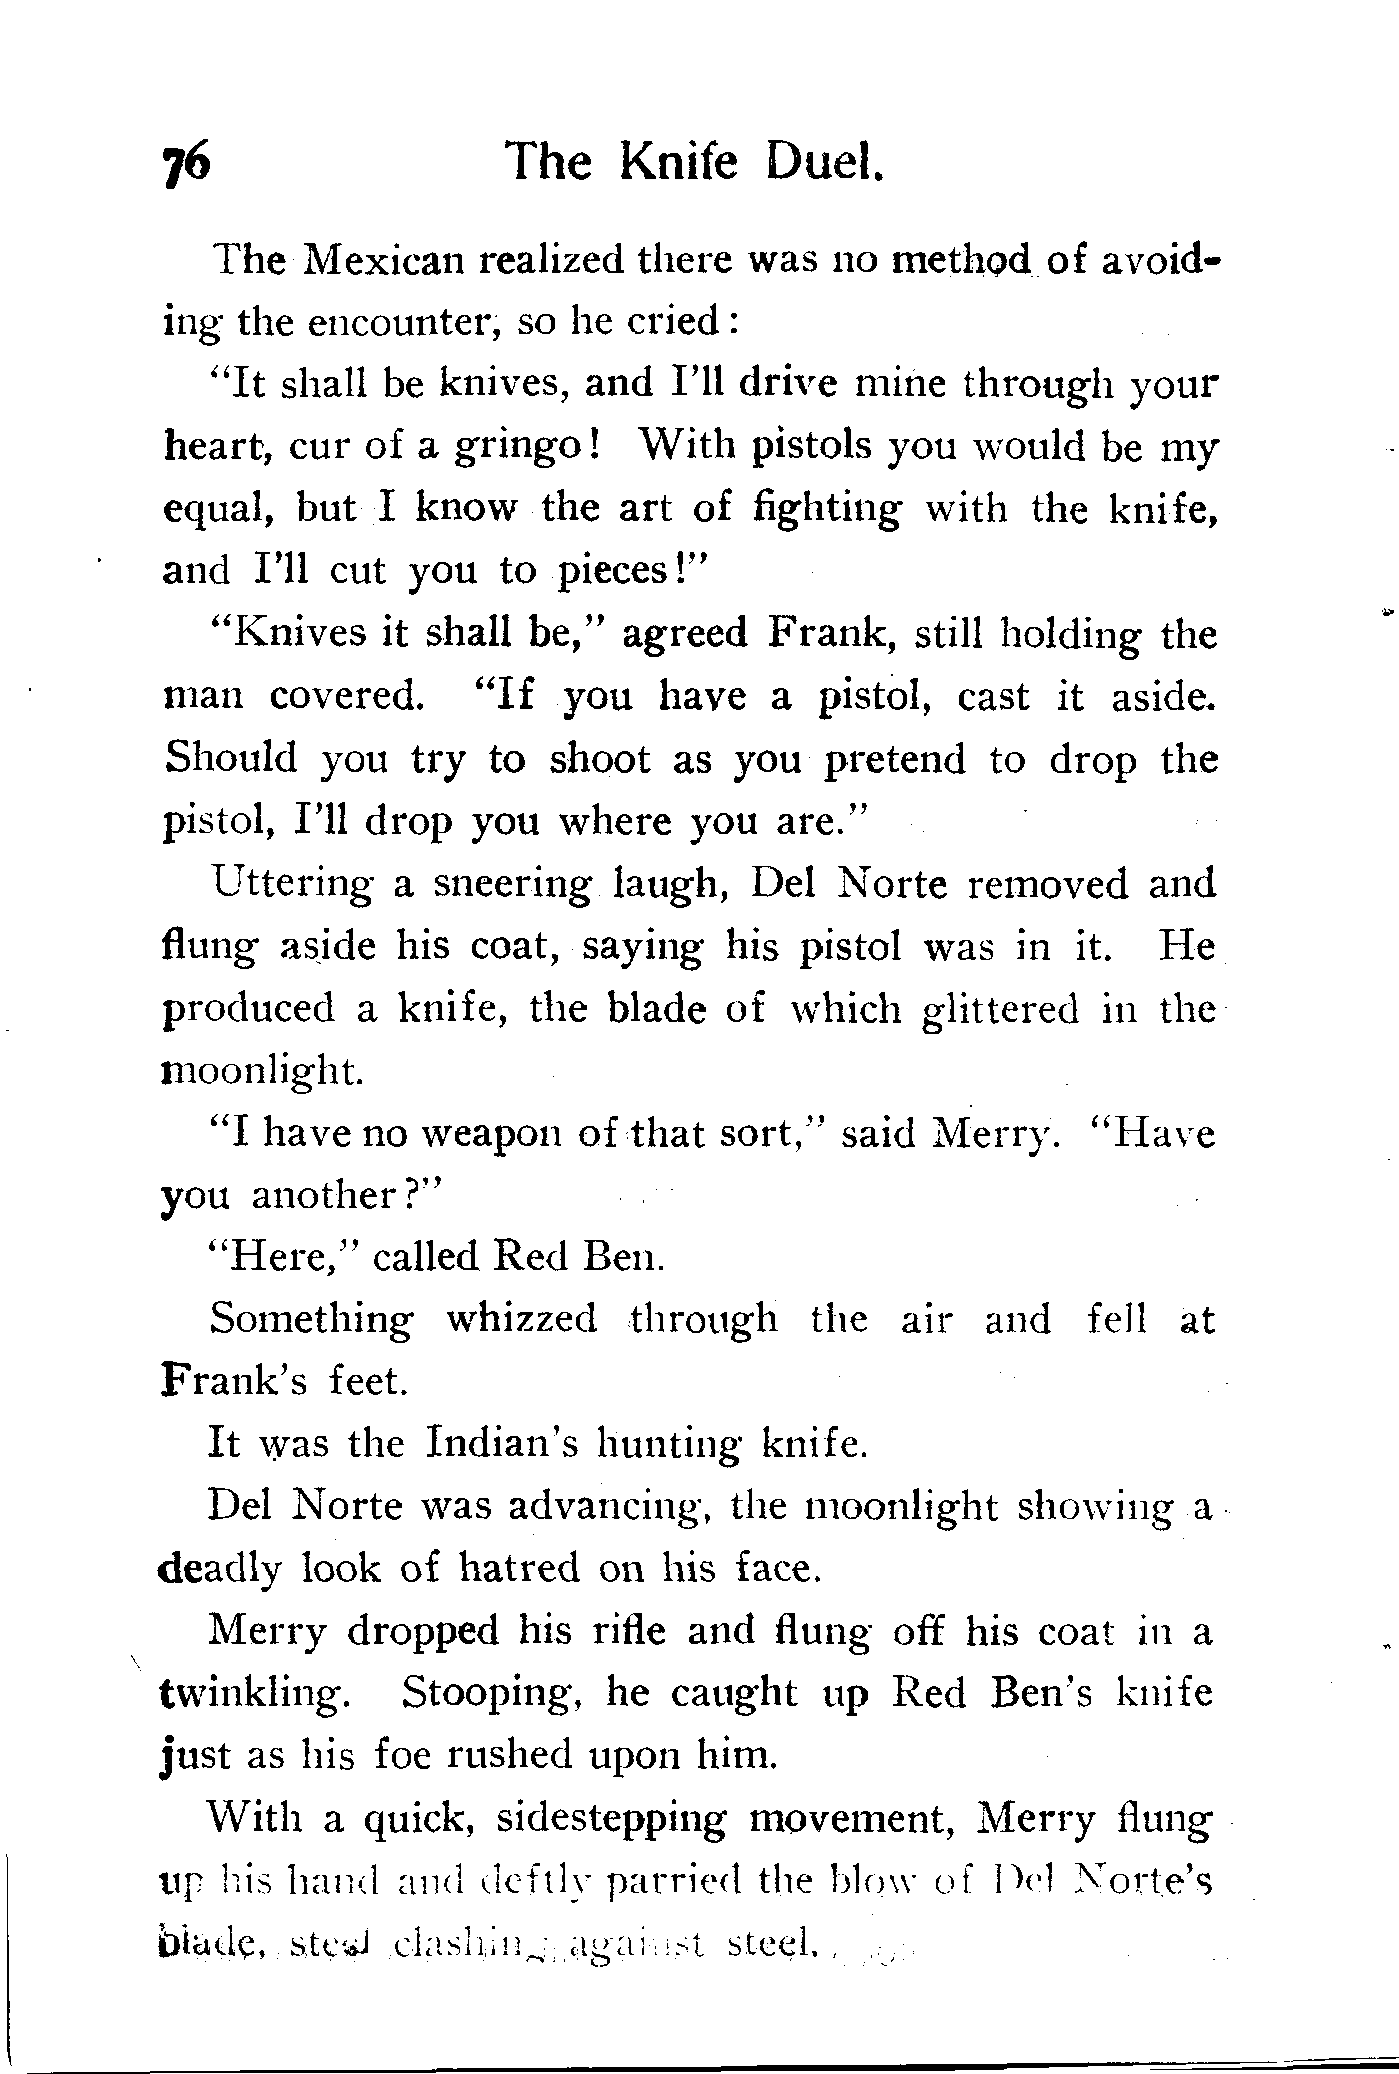 76 The Knife Duel.
The Mexican realized there was no method of avoid-
ing the encounter, so he cried:
“It shall be knives, and I’ll drive mine through your
heart, cur of a gringo! With pistols you would be my
equal, but I know the art of fighting with the knife,
and I’ll cut you to pieces!”
“Knives it shall be,” agreed Frank, still holding the
man covered. “If you have a pistol, cast it aside.
Should you try to shoot as you pretend to drop the
pistol, I’ll drop you where you are.”
Uttering a sneering laugh, Del Norte removed and
flung aside his coat, saying his pistol was in it. He
produced a knife, the blade of which glittered in the
moonlight.
“I have no weapon of that sort,” said Merry. “Have
you another?”
“Here,” called Red Ben.
Something whizzed through the air and fell at
Frank’s feet.
It was the Indian’s hunting knife.
Del Norte was advancing, the moonlight showing a
deadly look of hatred on his face.
Merry dropped his rifle and flung off his coat in a
twinkling. Stooping, he caught up Red Ben’s knife
just as his foe rushed upon him.
With a quick, sidestepping movement, Merry flung
up his hand and deftly parried the blow of Del Norte’s
blade, steel clashing against steel.